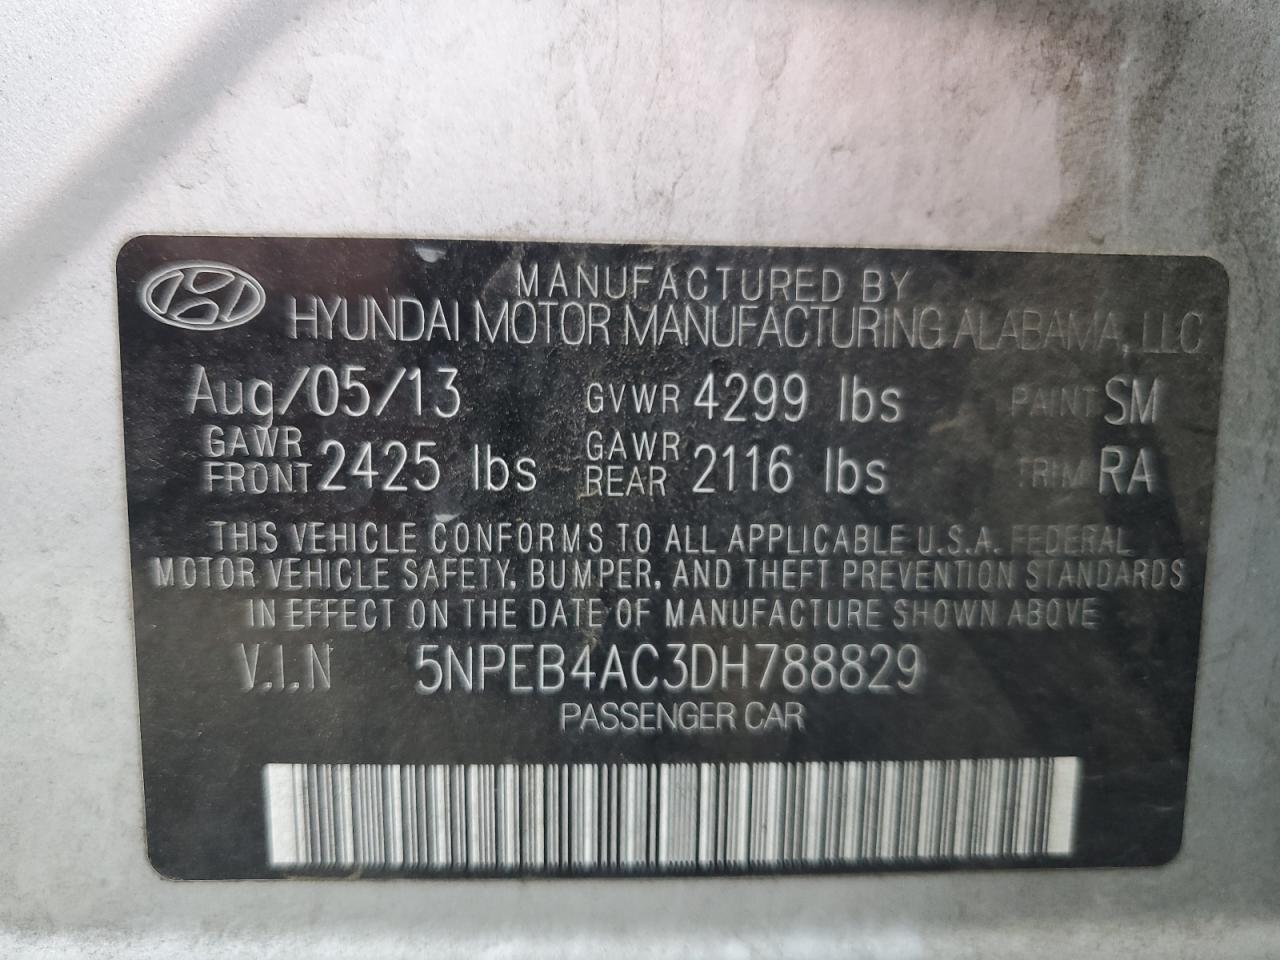 MANUFACTURED BY
HYUNDAI MOTOR MANUFACTURING ALABAMA, LLC
Aug/05/13 GVWR 4299 lbs PAINT SM
GAWR FRONT 2425 lbs GAWR REAR 2116 lbs TRIM RA
THIS VEHICLE CONFORMS TO ALL APPLICABLE U.S.A. FEDERAL
MOTOR VEHICLE SAFETY, BUMPER, AND THEFT PREVENTION STANDARDS
IN EFFECT ON THE DATE OF MANUFACTURE SHOWN ABOVE
V.I.N 5NPEB4AC3DH788829
PASSENGER CAR